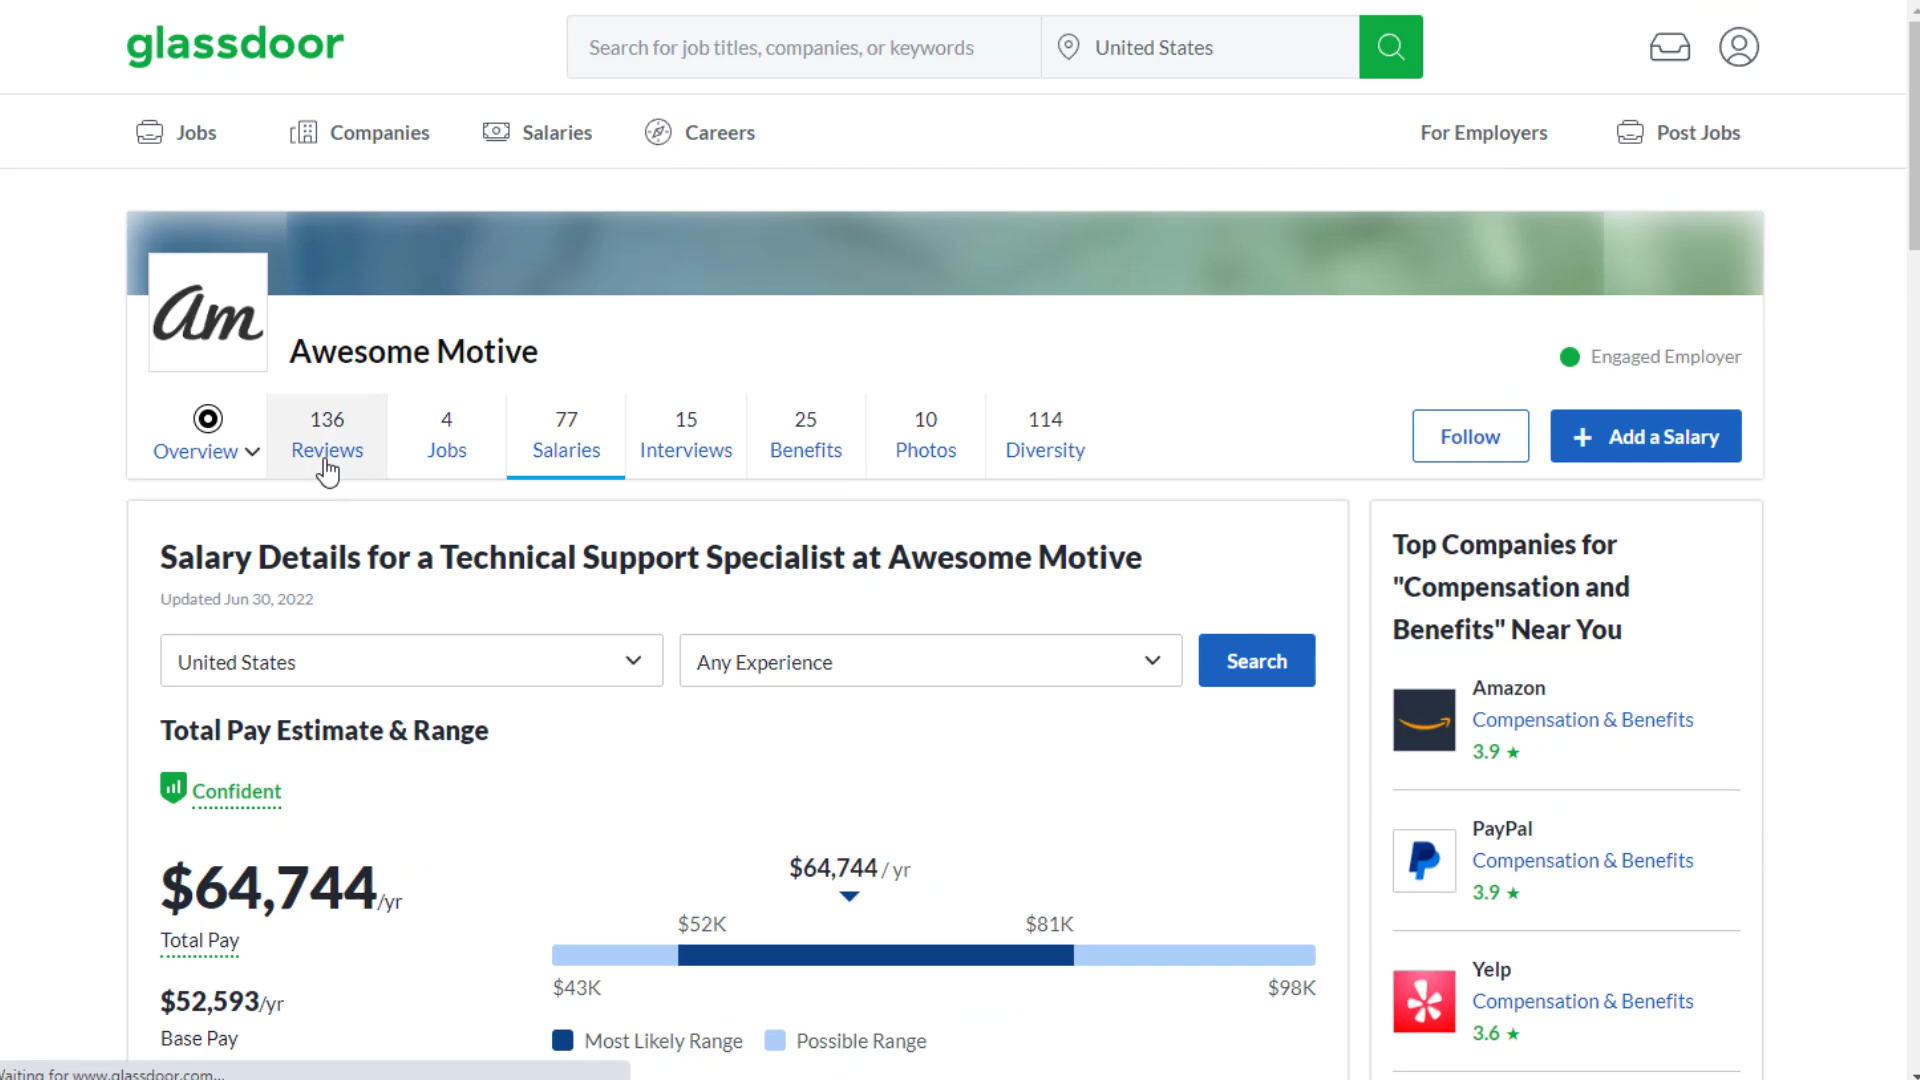 glassdoor
Search for job titles, companies, or keywords
United States
Jobs
Companies
Salaries
Careers
For Employers
Post Jobs
Am
Awesome Motive
Engaged Employer
Overview
136
Reviews
4
Jobs
77
Salaries
15
Interviews
25
Benefits
10
Photos
114
Diversity
Follow
+ Add a Salary
Salary Details for a Technical Support Specialist at Awesome Motive
Updated Jun 30, 2022
United States
Any Experience
Search
Total Pay Estimate & Range
Confident
$64,744/yr
Total Pay
$52,593/yr
Base Pay
$64,744 / yr
$52K
$81K
$43K
$98K
Most Likely Range
Possible Range
Top Companies for
"Compensation and
Benefits" Near You
Amazon
Compensation & Benefits
3.9 ★
PayPal
Compensation & Benefits
3.9 ★
Yelp
Compensation & Benefits
3.6 ★
for www.glassdoor.com...